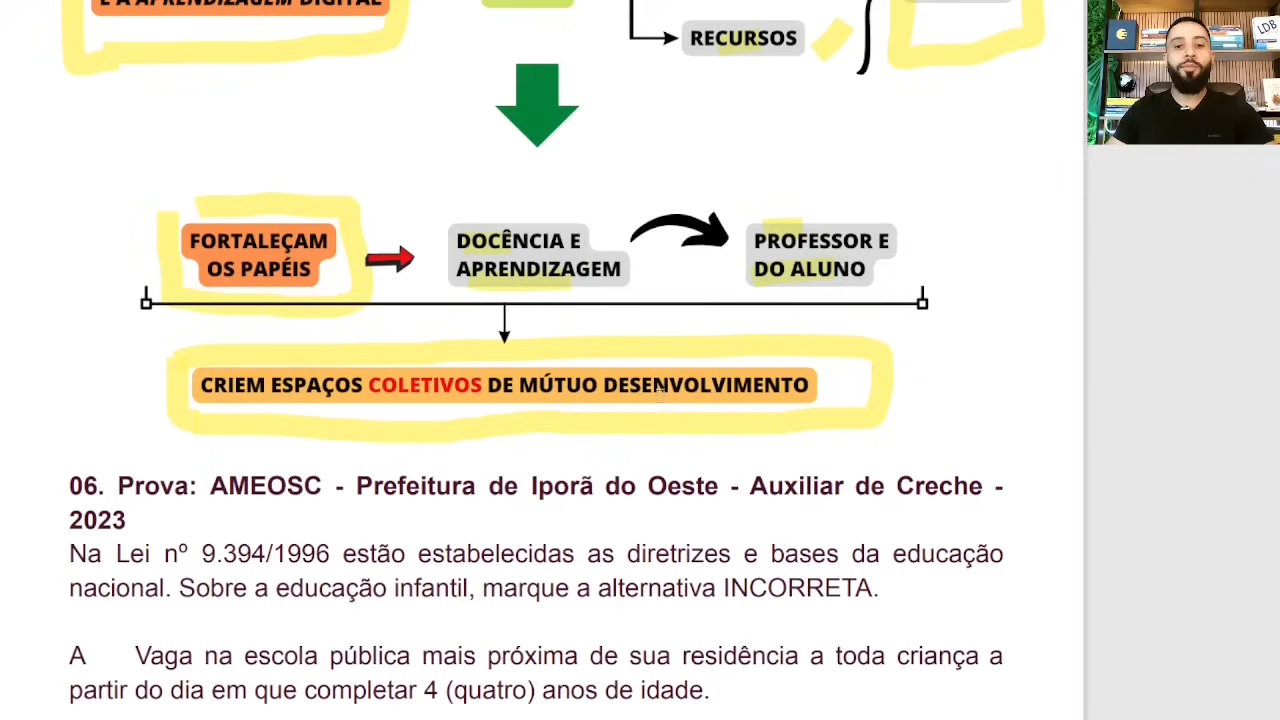 E A APRENDIZAGEM DIGITAL
RECURSOS
LDB
FORTALEÇAM
OS PAPÉIS
DOCÊNCIA E
APRENDIZAGEM
PROFESSOR E
DO ALUNO
CRIEM ESPAÇOS COLETIVOS DE MÚTUO DESENVOLVIMENTO
06. Prova: AMEOSC - Prefeitura de Iporã do Oeste - Auxiliar de Creche -
2023
Na Lei nº 9.394/1996 estão estabelecidas as diretrizes e bases da educação
nacional. Sobre a educação infantil, marque a alternativa INCORRETA.
A Vaga na escola pública mais próxima de sua residência a toda criança a
partir do dia em que completar 4 (quatro) anos de idade.